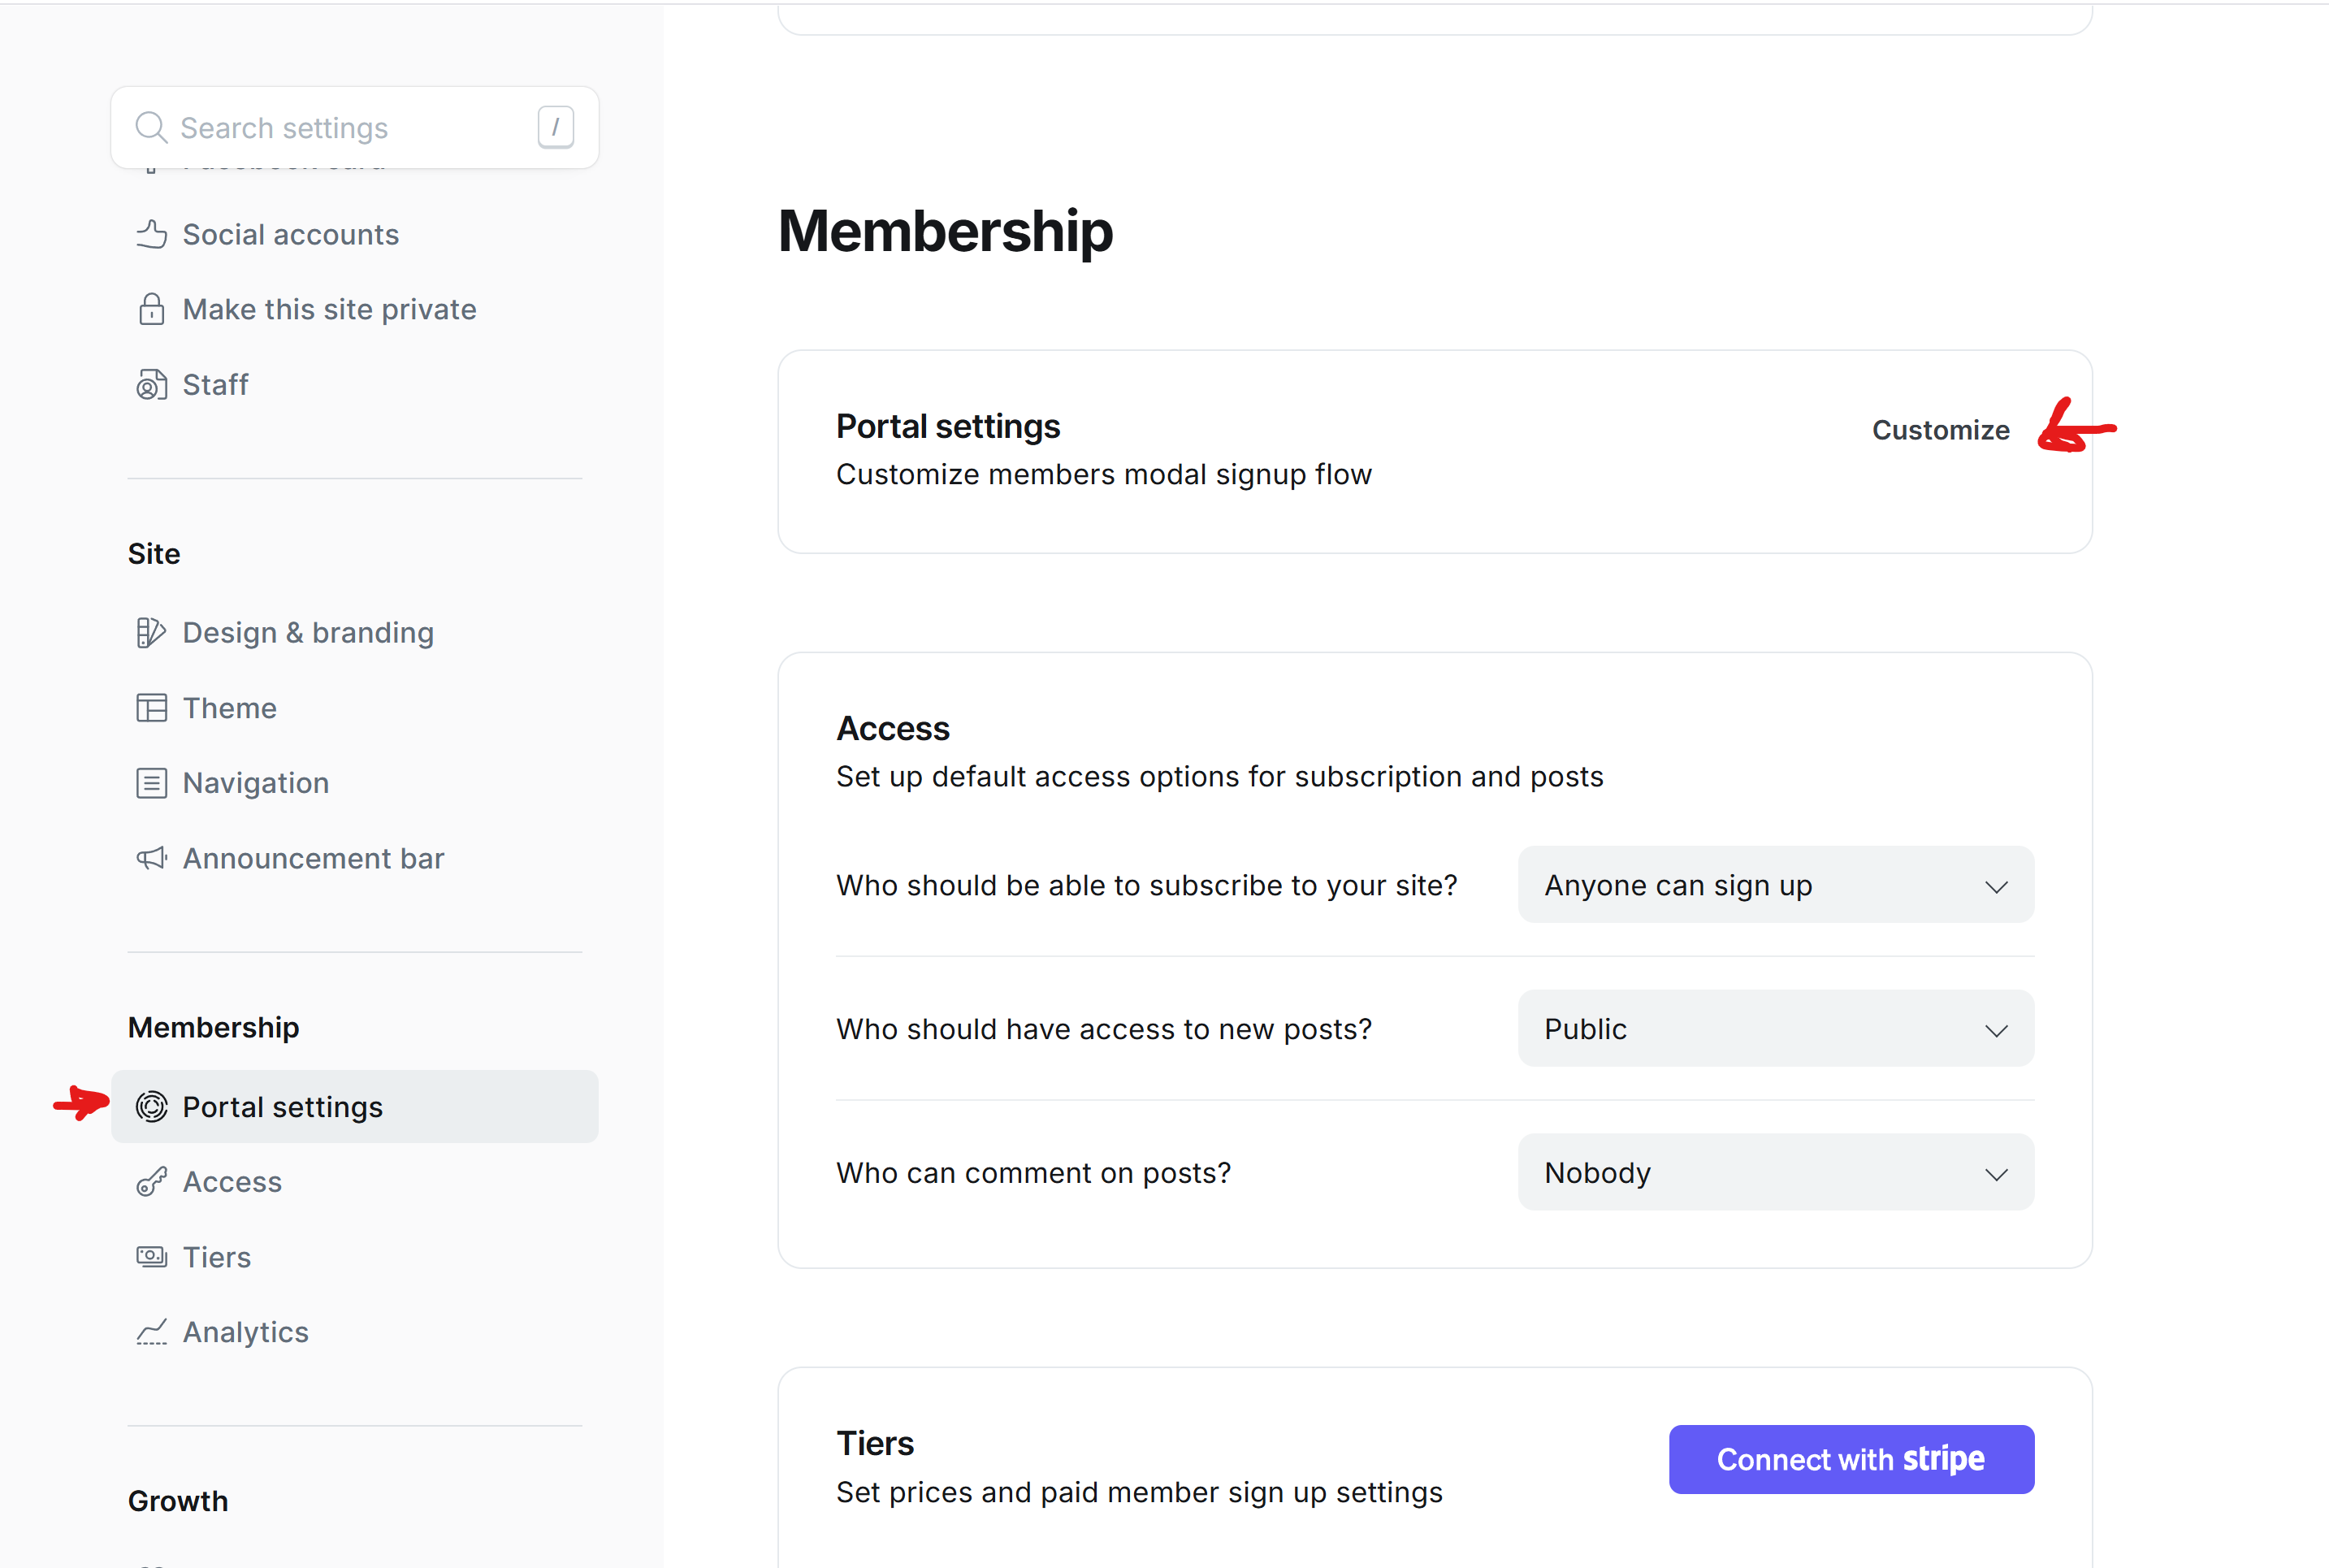 Search settings /
Social accounts
Make this site private
Staff
Site
Design & branding
Theme
Navigation
Announcement bar
Membership
Portal settings
Access
Tiers
Analytics
Growth
Membership
Portal settings
Customize
Customize members modal signup flow
Access
Set up default access options for subscription and posts
Who should be able to subscribe to your site? Anyone can sign up
Who should have access to new posts? Public
Who can comment on posts? Nobody
Tiers
Connect with stripe
Set prices and paid member sign up settings